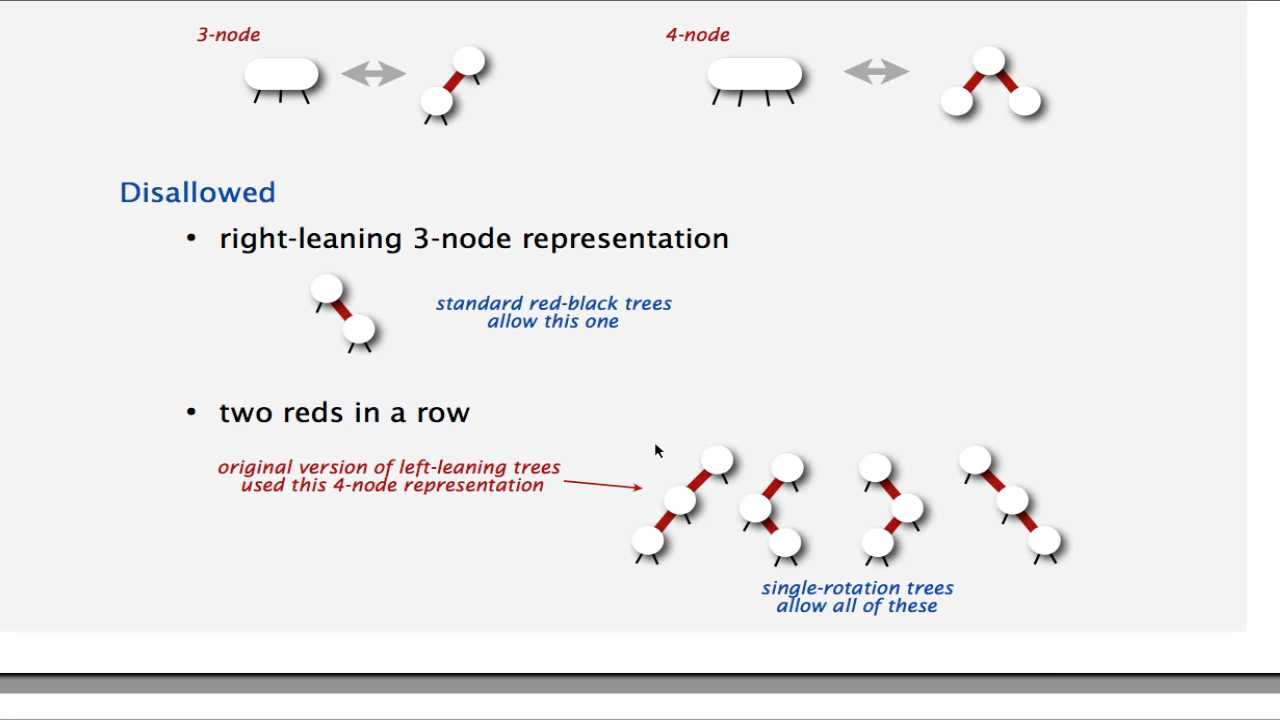 3-node
4-node
Disallowed
• right-leaning 3-node representation
standard red-black trees
allow this one
• two reds in a row
original version of left-leaning trees
used this 4-node representation
single-rotation trees
allow all of these